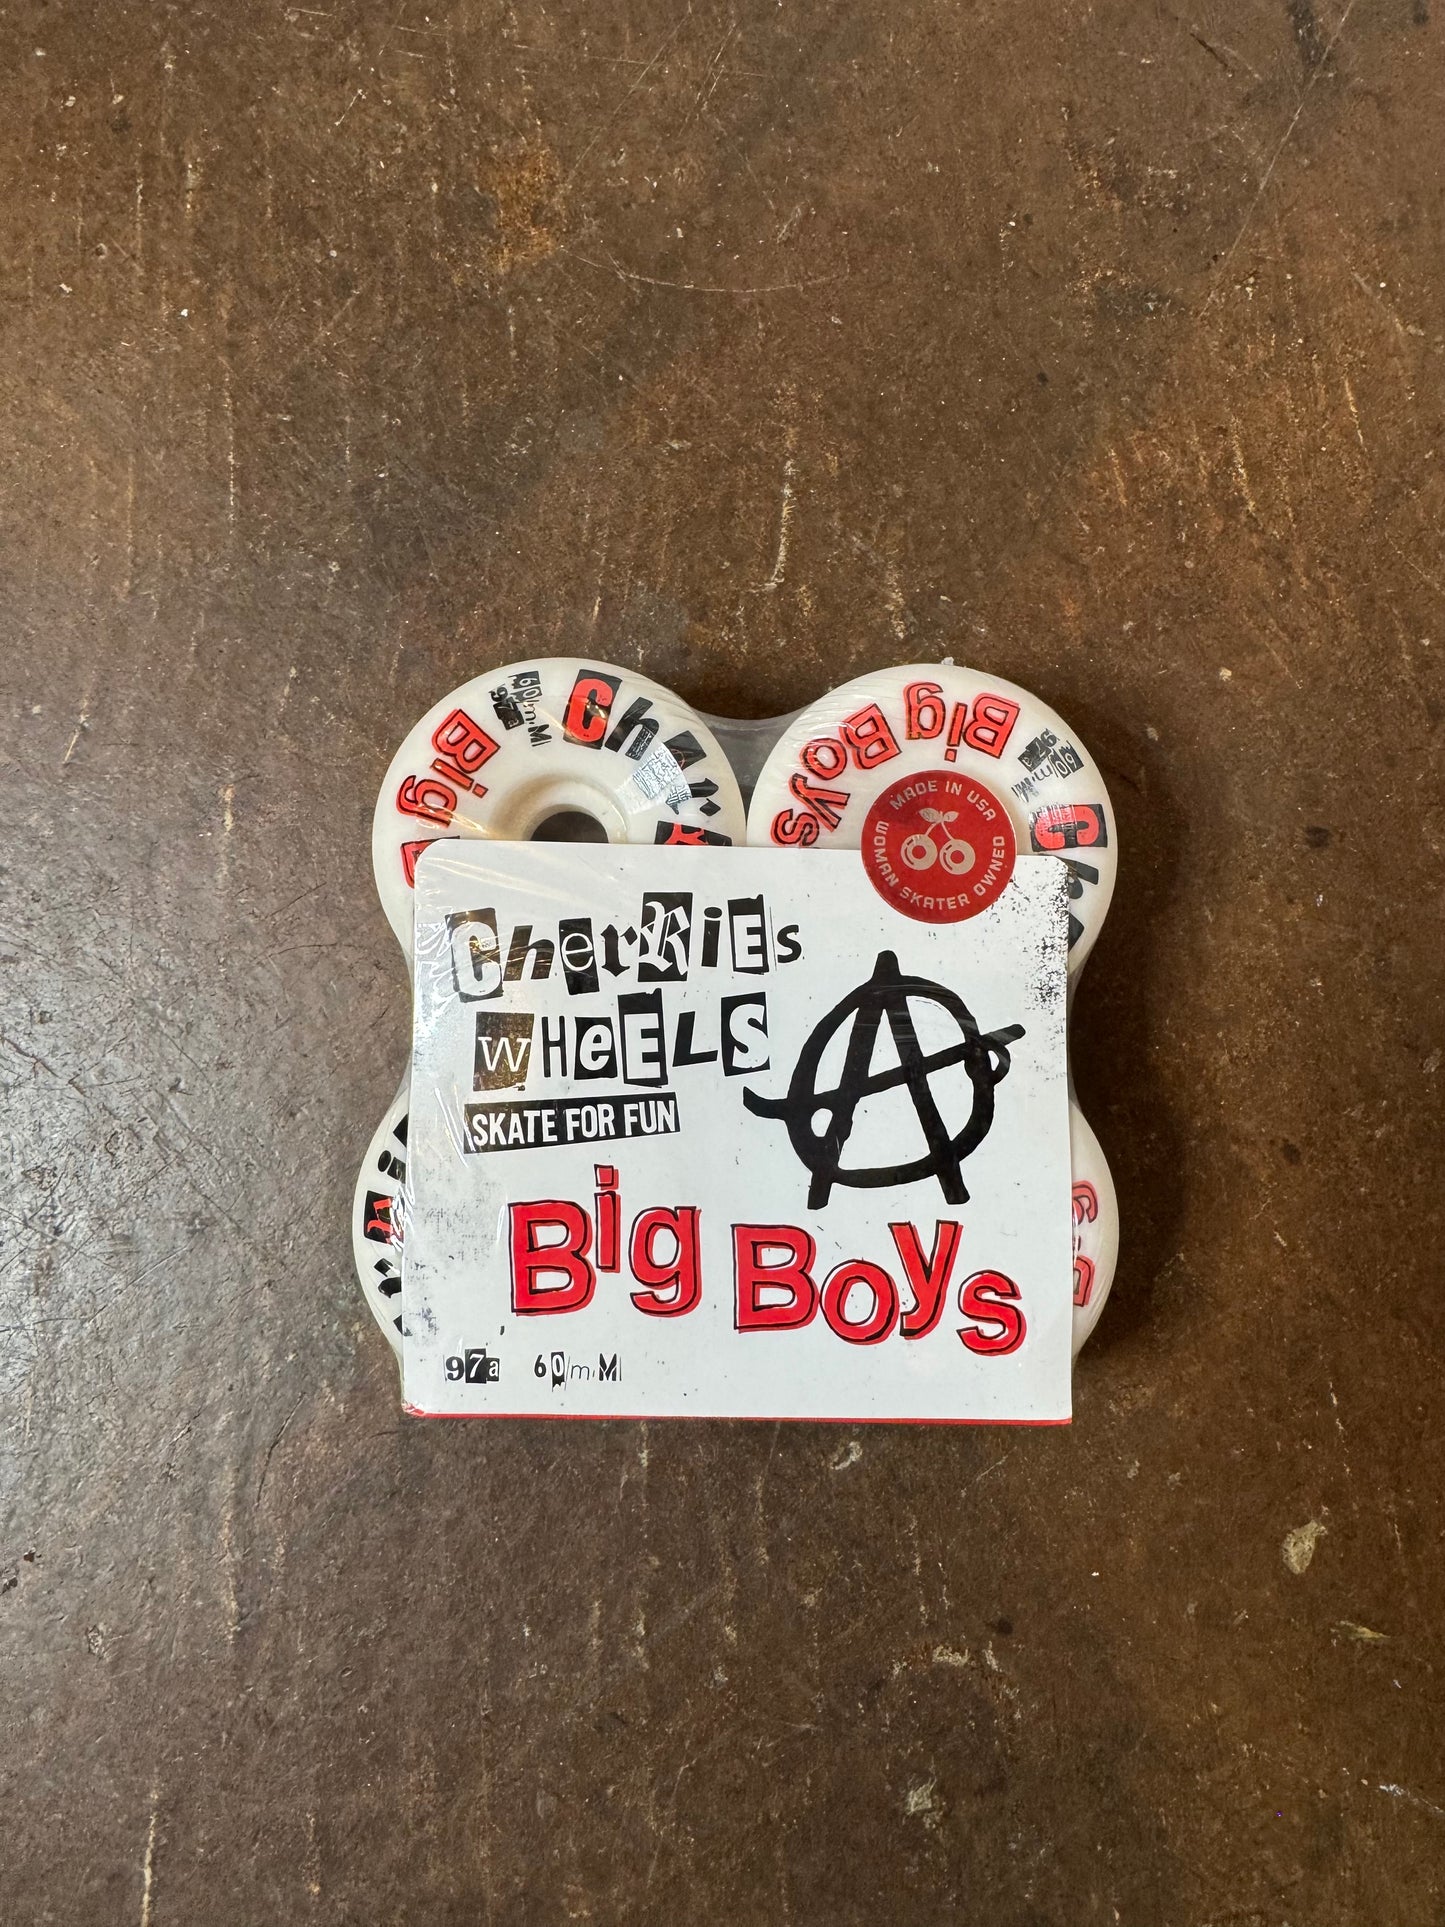 60mm
97a
Cher
Big
Big Boys
97a
60mm
MADE IN USA
WOMAN SKATER OWNED
CherRiEs
WHeELS
SKATE FOR FUN
A
Big Boys
97a 60mm